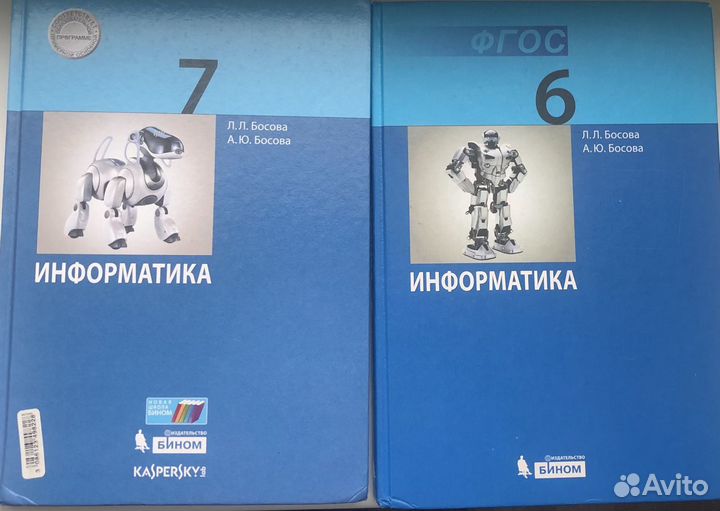 ПРОГРАММЕ
7
Л.Л. Босова
А.Ю. Босова
ИНФОРМАТИКА
НОВАЯ
ШКОЛА
БИНОМ
ИЗДАТЕЛЬСТВО
БИНОМ
KASPERSKY lab
ФГОС
6
Л.Л. Босова
А.Ю. Босова
ИНФОРМАТИКА
ИЗДАТЕЛЬСТВО
БИНОМ
Avito